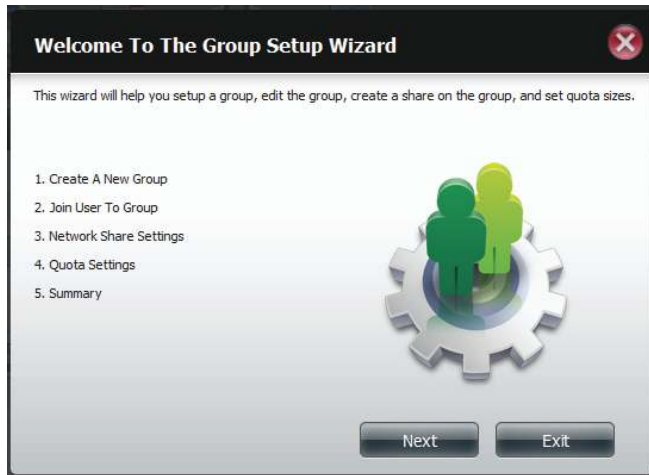 Welcome To The Group Setup Wizard
This wizard will help you setup a group, edit the group, create a share on the group, and set quota sizes.
1. Create A New Group
2. Join User To Group
3. Network Share Settings
4. Quota Settings
5. Summary
Next
Exit